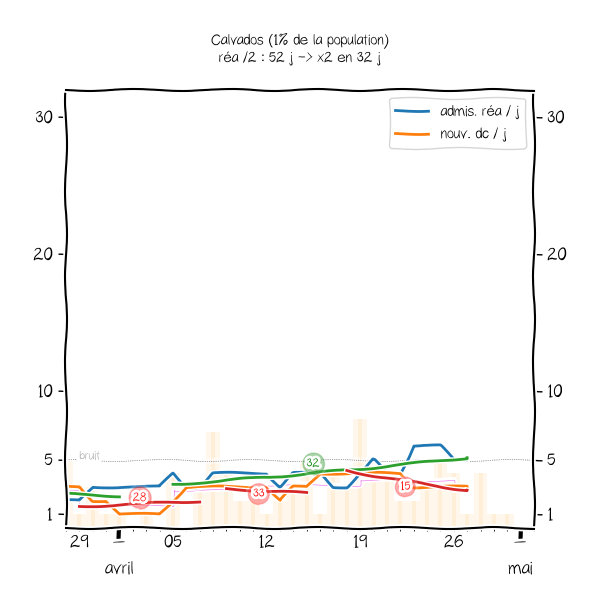 Calvados (1% de la population)
réa /2 : 52 j -> x2 en 32 j
admis. réa / j
nouv. dc / j
30
30
20
20
10
10
bruit
5
5
32
28
33
15
1
1
29
05
12
19
26
avril
mai